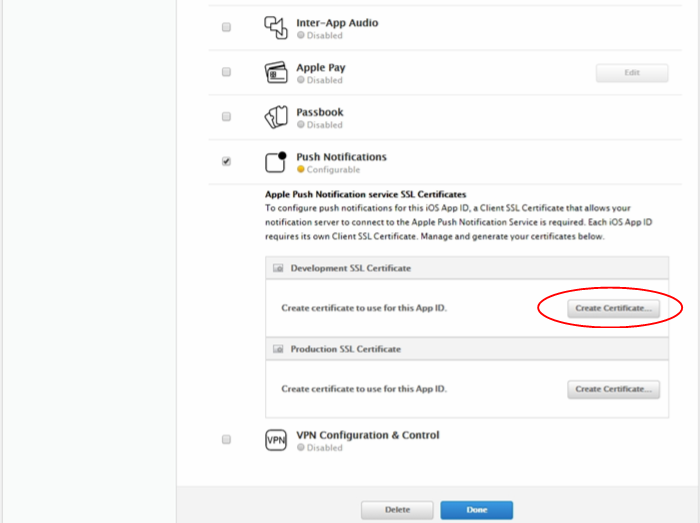 Inter-App Audio
Disabled
Apple Pay
Disabled
Edit
Passbook
Disabled
Push Notifications
Configurable
Apple Push Notification service SSL Certificates
To configure push notifications for this iOS App ID, a Client SSL Certificate that allows your
notification server to connect to the Apple Push Notification Service is required. Each iOS App ID
requires its own Client SSL Certificate. Manage and generate your certificates below.
Development SSL Certificate
Create certificate to use for this App ID.
Create Certificate...
Production SSL Certificate
Create certificate to use for this App ID.
Create Certificate...
VPN
VPN Configuration & Control
Disabled
Delete
Done